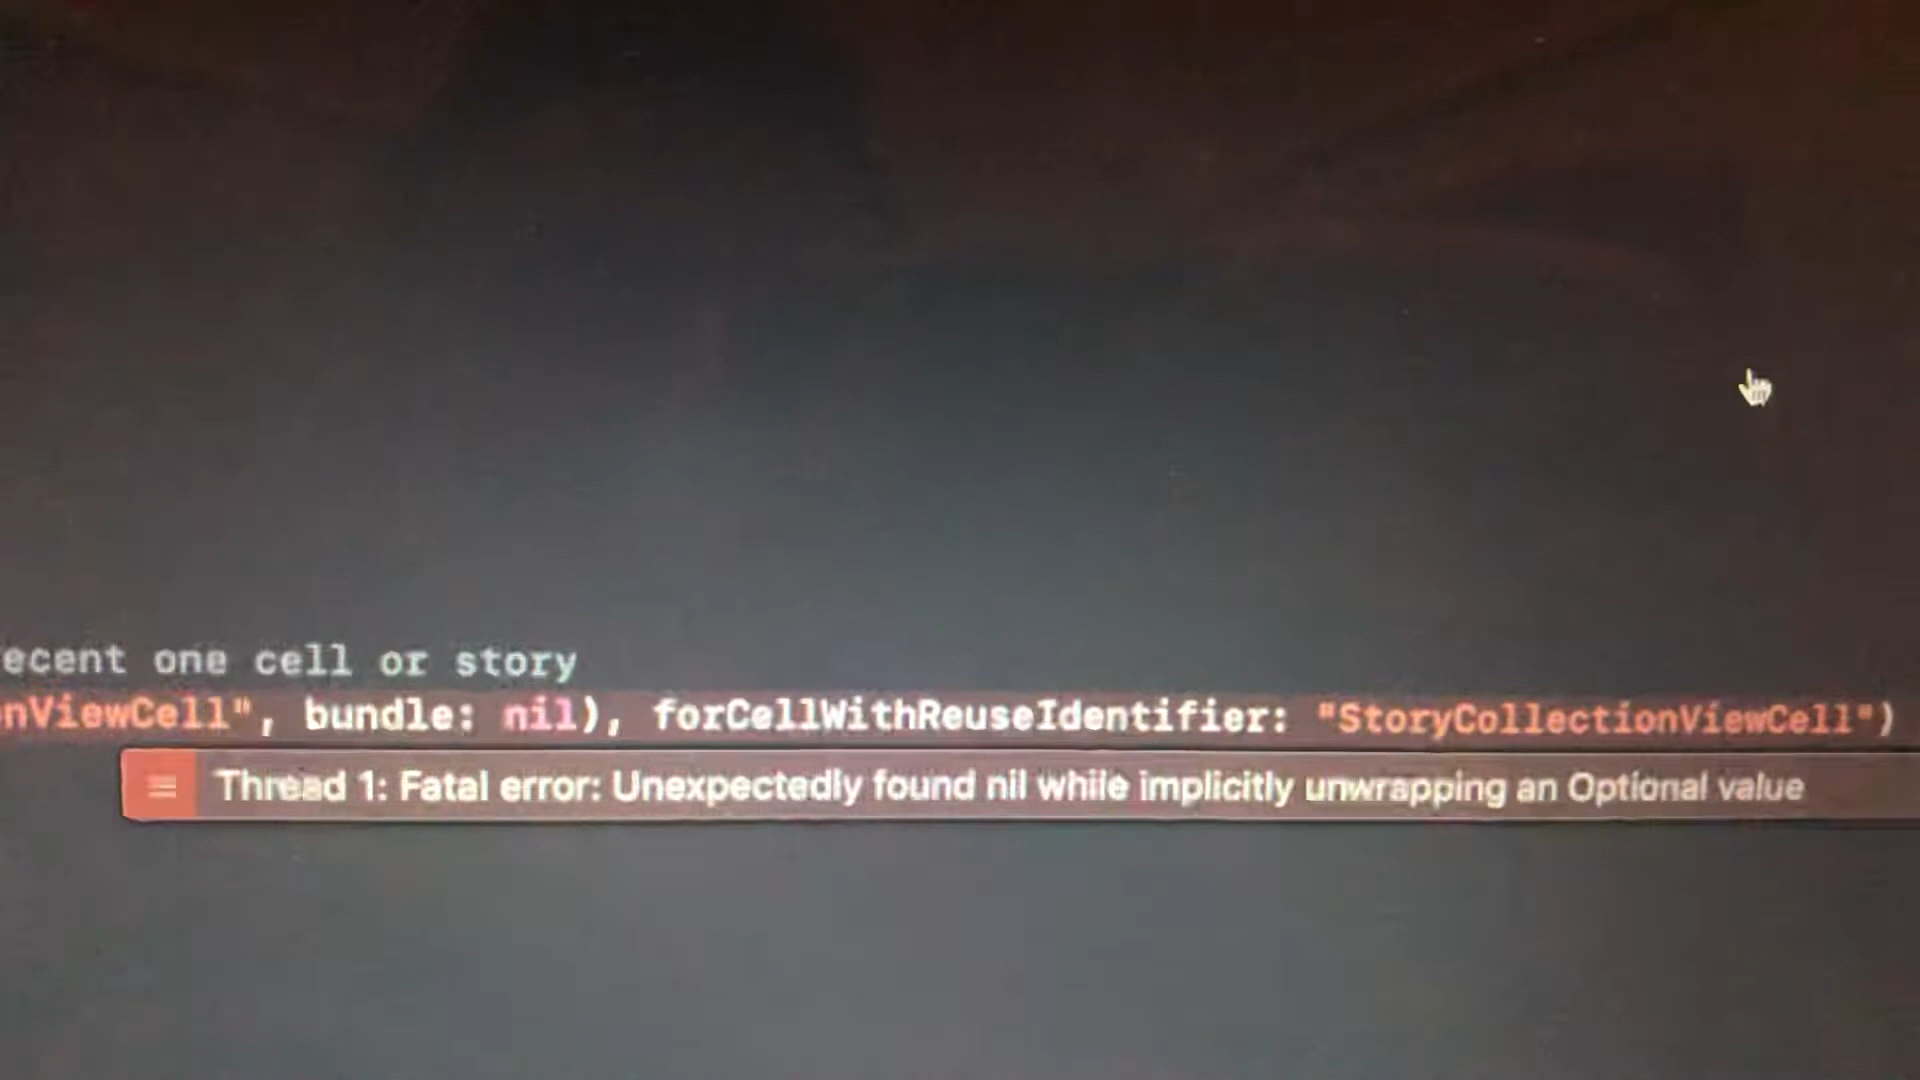 ecent one cell or story
nViewCell", bundle: nil), forCellWithReuseIdentifier: "StoryCollectionViewCell")
Thread 1: Fatal error: Unexpectedly found nil while implicitly unwrapping an Optional value